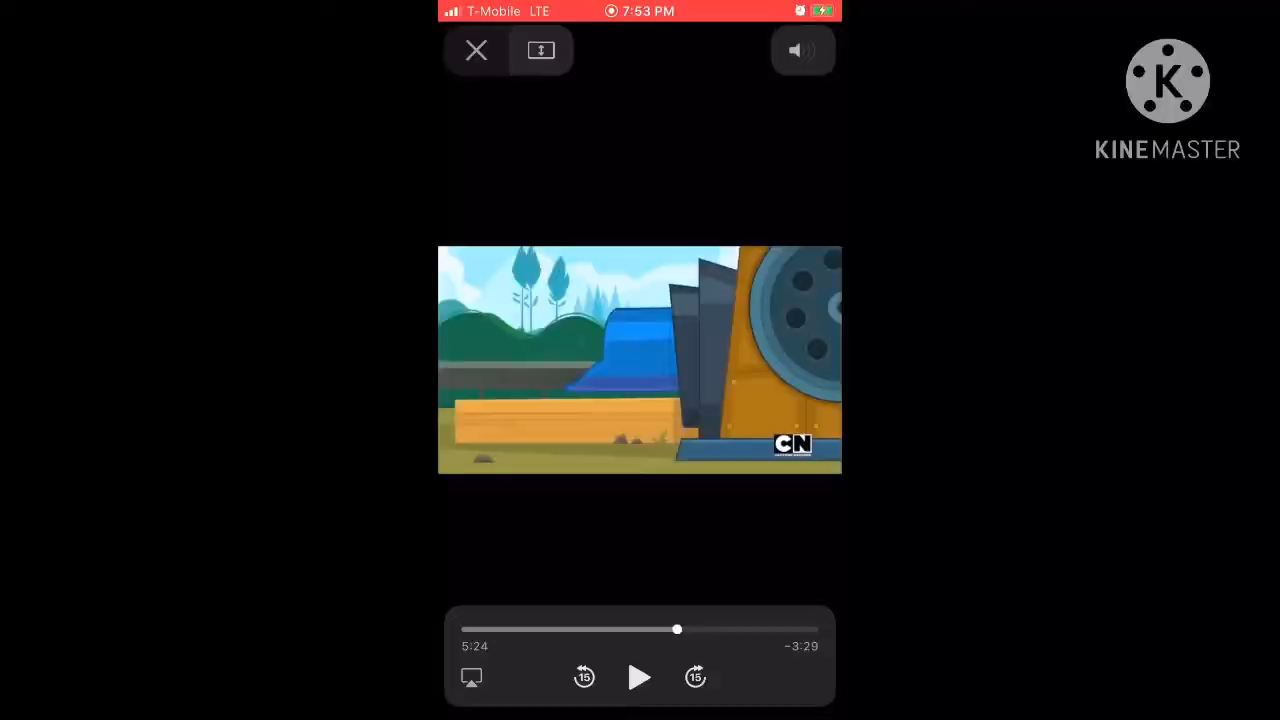 T-Mobile LTE 7:53 PM
K
KINEMASTER
CN
5:24 -3:29
15 15